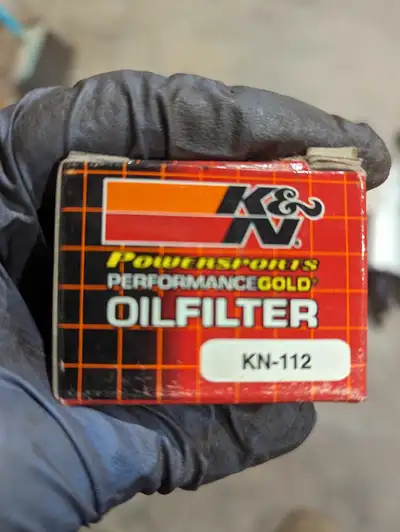 K&N
POWERSPORTS
PERFORMANCEGOLD®
OILFILTER
KN-112